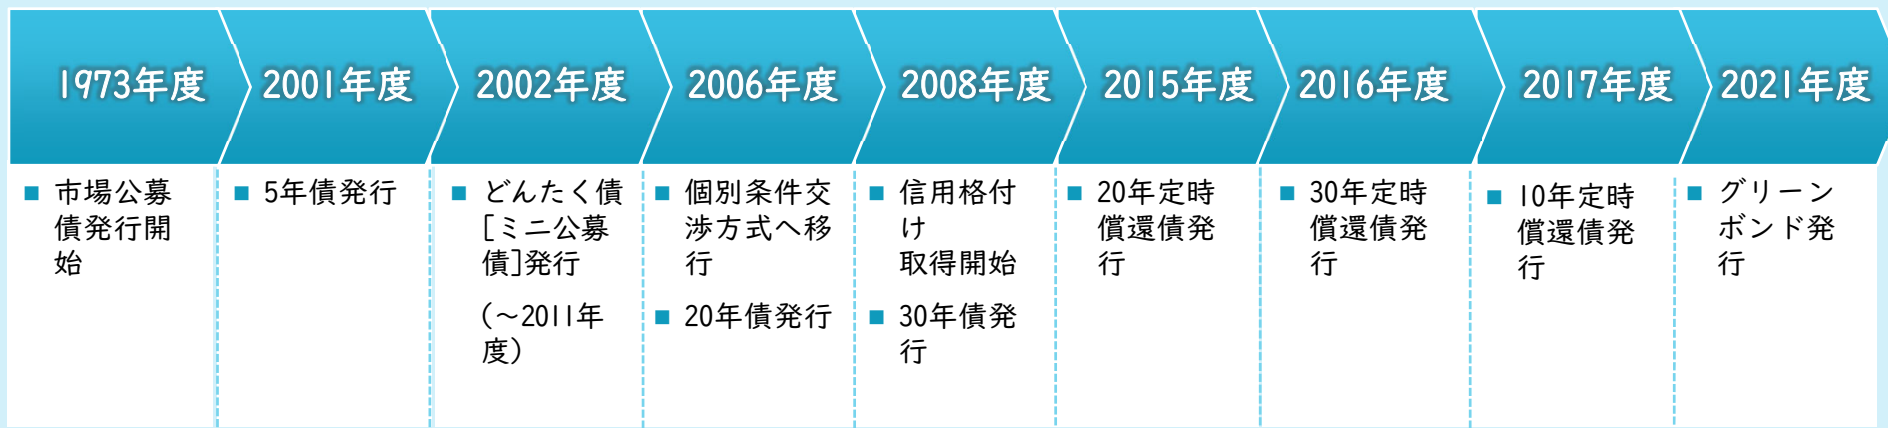 1973年度
2001年度
2002年度
2006年度
2008年度
2015年度
2016年度
2017年度
2021年度
■ 市場公募
債発行開
始
■ 5年債発行
■ どんたく債
[ミニ公募
債]発行
(～2011年
度)
■ 個別条件交
渉方式へ移
行
■ 20年債発行
■ 信用格付
け
取得開始
■ 30年債発
行
■ 20年定時
償還債発
行
■ 30年定時
償還債発
行
■ 10年定時
償還債発
行
■ グリーン
ボンド発
行